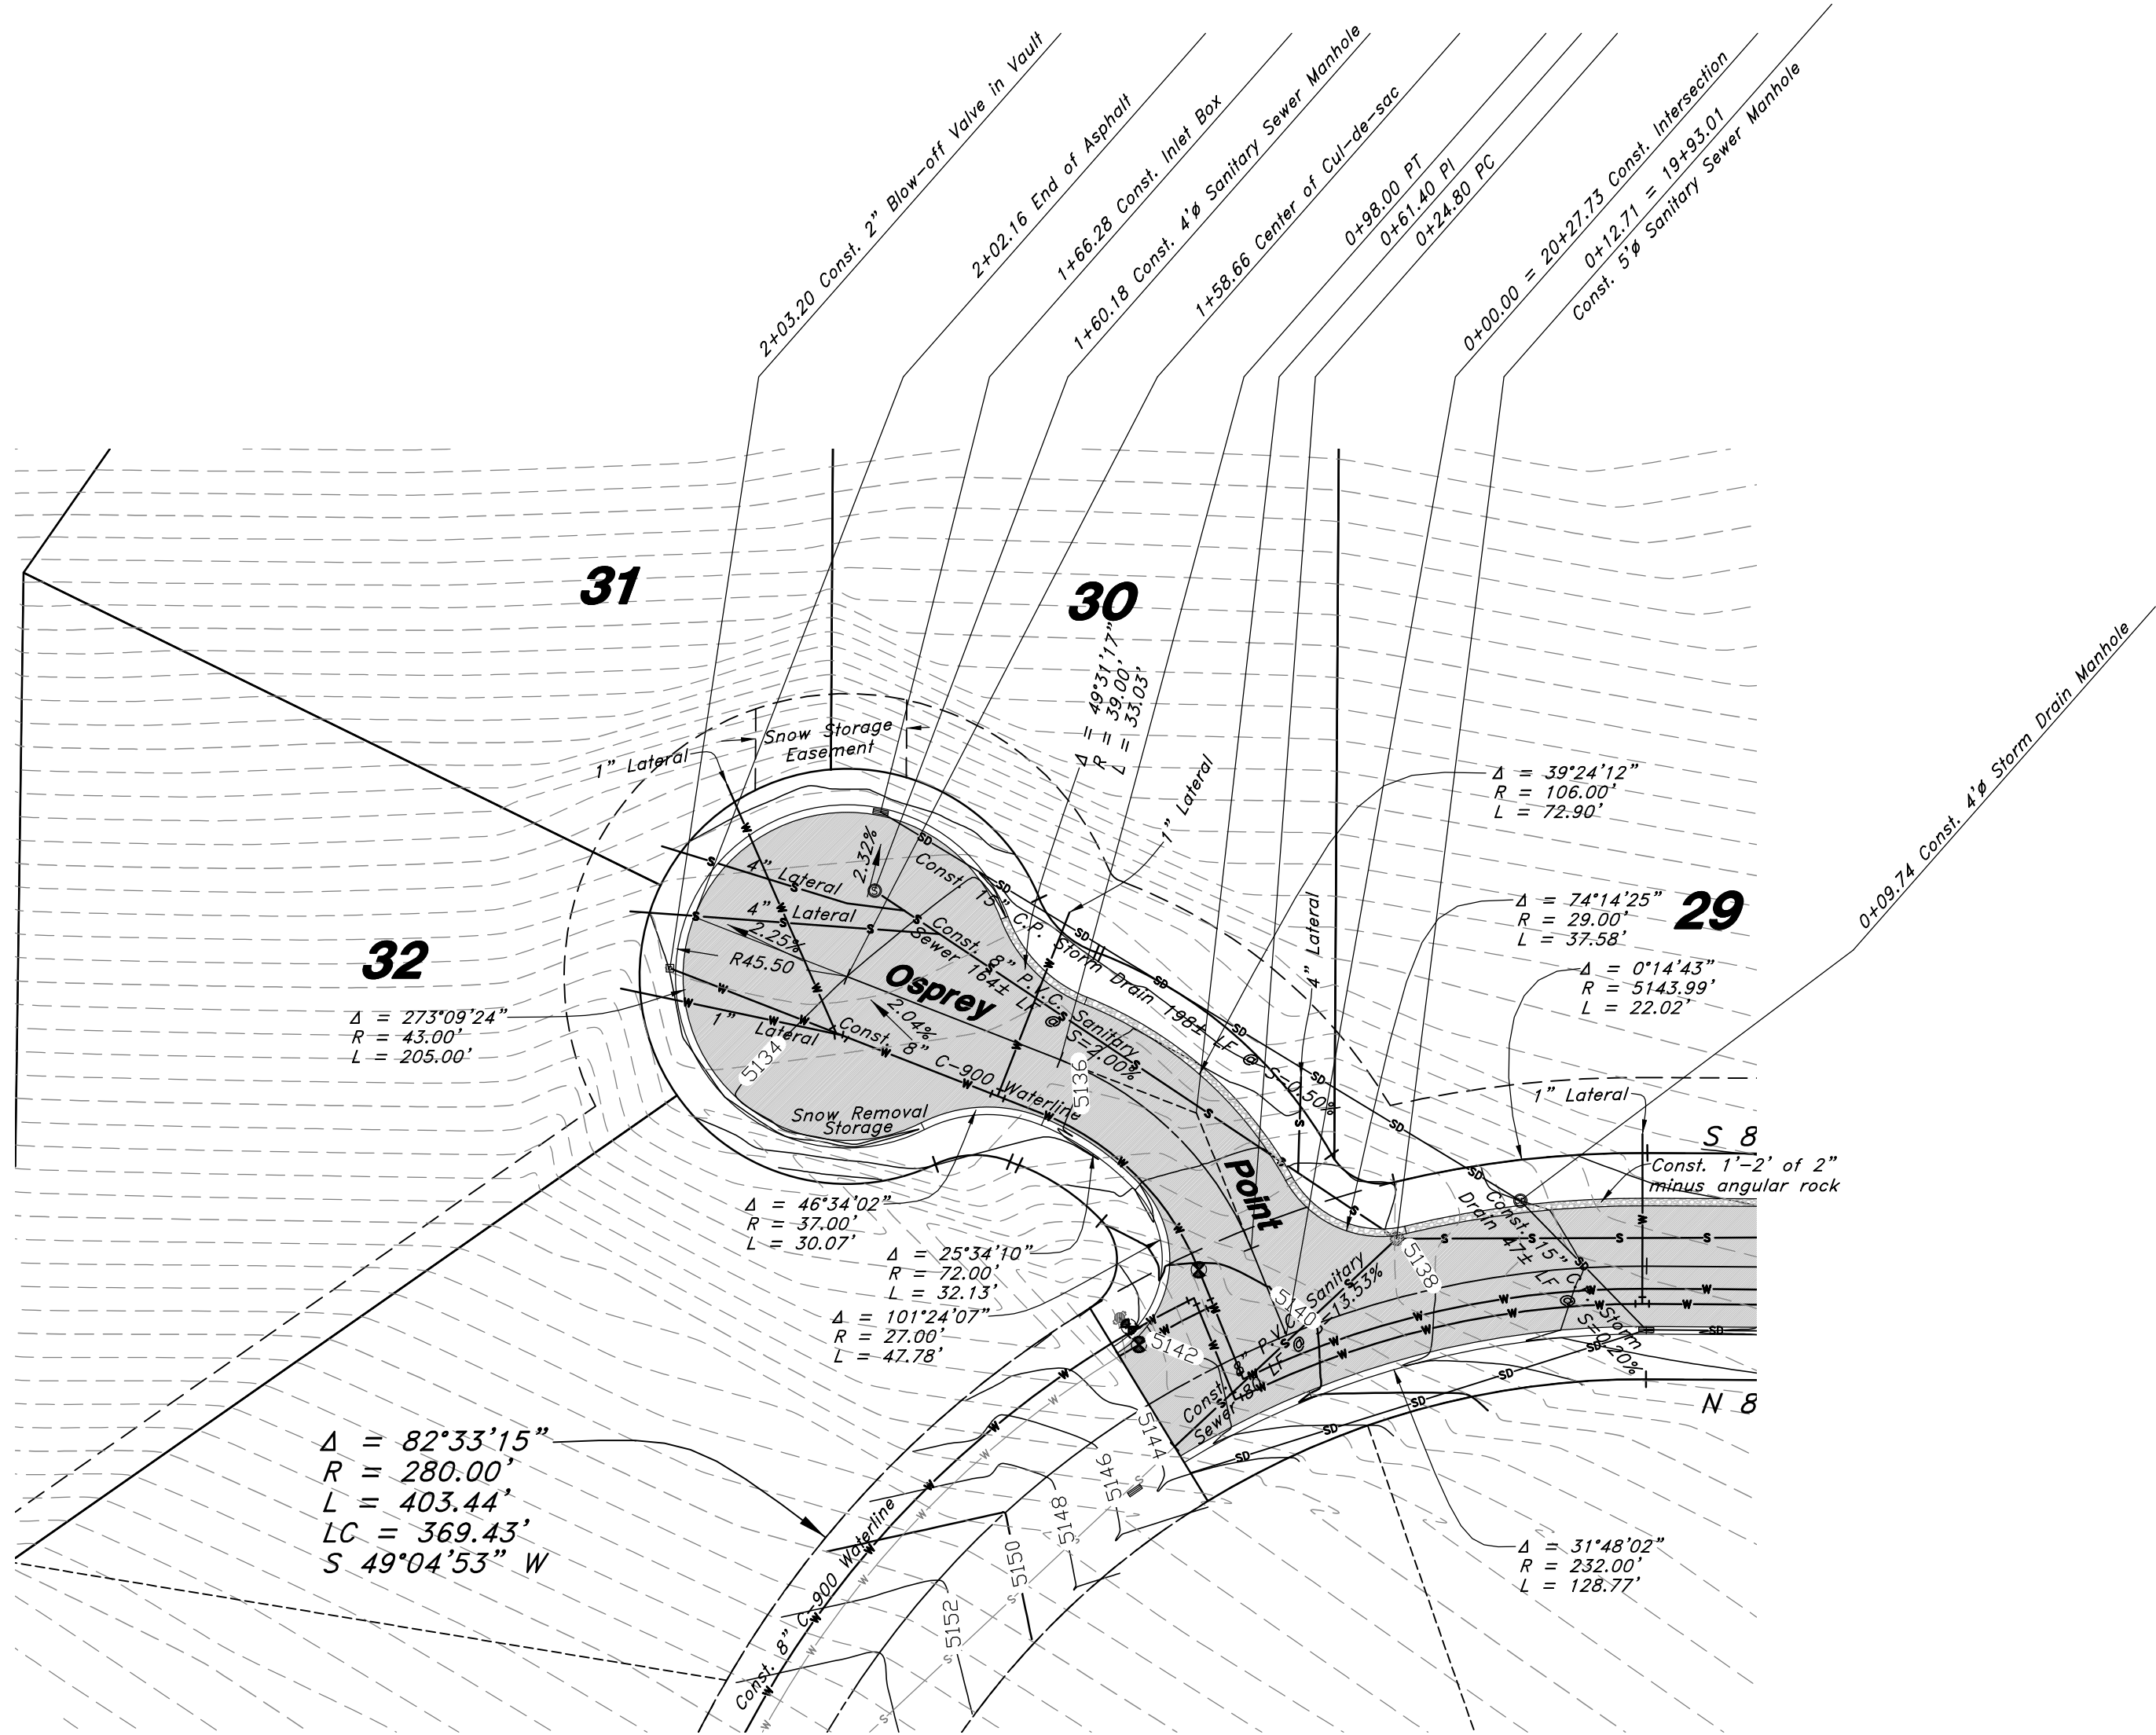 2+03.20 Const. 2" Blow-off Valve in Vault
2+02.16 End of Asphalt
1+66.28 Const. Inlet Box
1+60.18 Const. 4'ø Sanitary Sewer Manhole
1+58.66 Center of Cul-de-sac
0+98.00 PT
0+61.40 PI
0+24.80 PC
0+00.00 = 20+27.73 Const. Intersection
0+12.71 = 19+93.01
Const. 5'ø Sanitary Sewer Manhole
0+09.74 Const. 4'ø Storm Drain Manhole
31
30
29
32
Δ = 49°31'17"
R = 39.00'
L = 33.03'
Snow Storage
Easement
1" Lateral
1" Lateral
Δ = 39°24'12"
R = 106.00'
L = 72.90'
Δ = 74°14'25"
R = 29.00'
L = 37.58'
Δ = 0°14'43"
R = 5143.99'
L = 22.02'
4" Lateral
4" Lateral
4" Lateral
2.32%
2.25%
2.04%
R45.50
Osprey
Point
Const. 15" C.P. Storm Drain 198± LF @ S=0.50%
Const. 8" P.V.C. Sanitary
Sewer 164± LF @ S=2.00%
Δ = 273°09'24"
R = 43.00'
L = 205.00'
1" Lateral
Const. 8" C-900 Waterline
5134
5136
Snow Removal
Storage
1" Lateral
S 8
Const. 1'-2' of 2"
minus angular rock
Δ = 46°34'02"
R = 37.00'
L = 30.07'
Δ = 25°34'10"
R = 72.00'
L = 32.13'
Δ = 101°24'07"
R = 27.00'
L = 47.78'
5138
5140
5142
5144
5146
5148
5150
5152
Const. 15" C.P. Storm
Drain 47± LF @ S=0.20%
N 8
Δ = 82°33'15"
R = 280.00'
L = 403.44'
LC = 369.43'
S 49°04'53" W
Const. 8" C-900 Waterline
Δ = 31°48'02"
R = 232.00'
L = 128.77'